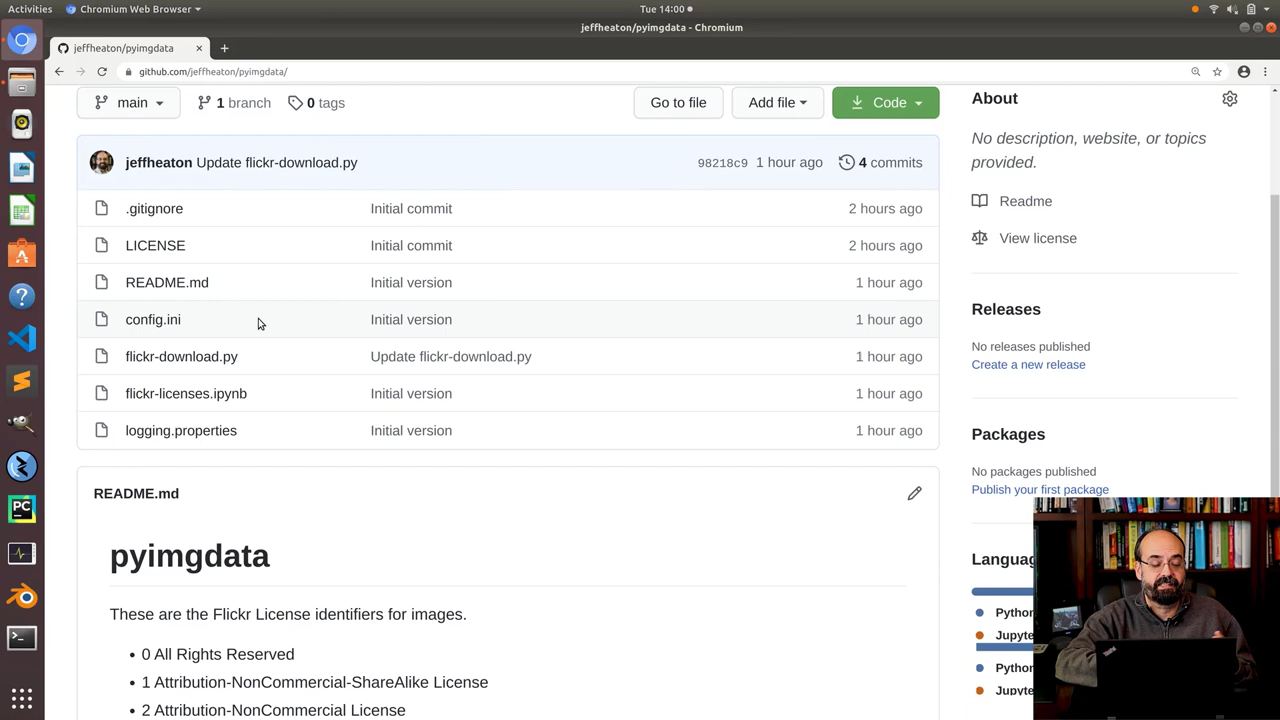 Activities
Chromium Web Browser
Tue 14:00
jeffheaton/pyimgdata - Chromium
jeffheaton/pyimgdata
github.com/jeffheaton/pyimgdata/
main
1 branch
0 tags
Go to file
Add file
Code
jeffheaton Update flickr-download.py
98218c9
1 hour ago
4 commits
.gitignore
Initial commit
2 hours ago
LICENSE
Initial commit
2 hours ago
README.md
Initial version
1 hour ago
config.ini
Initial version
1 hour ago
flickr-download.py
Update flickr-download.py
1 hour ago
flickr-licenses.ipynb
Initial version
1 hour ago
logging.properties
Initial version
1 hour ago
README.md
pyimgdata
These are the Flickr License identifiers for images.
• 0 All Rights Reserved
• 1 Attribution-NonCommercial-ShareAlike License
• 2 Attribution-NonCommercial License
About
No description, website, or topics
provided.
Readme
View license
Releases
No releases published
Create a new release
Packages
No packages published
Publish your first package
Languag
Pytho
Jupyte
Pytho
Jupyte
PC